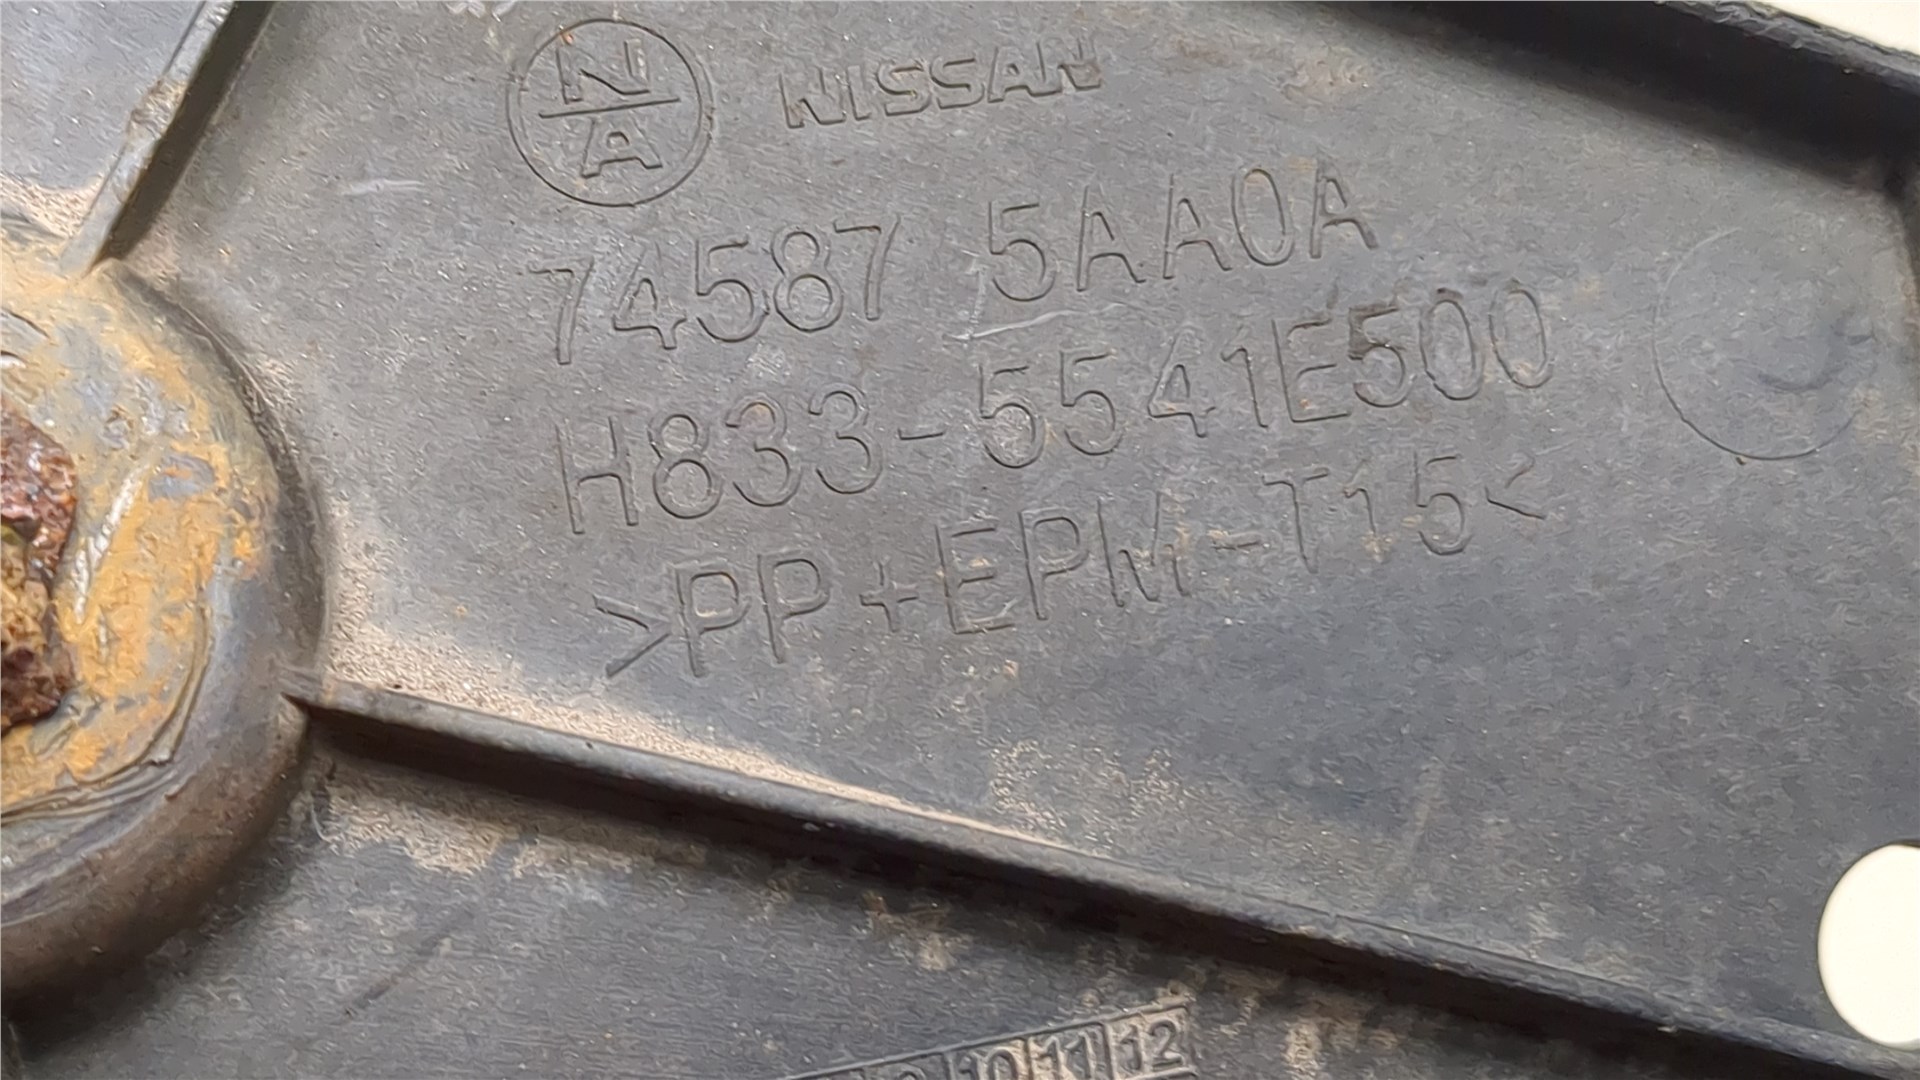 N
A
NISSAN
74587 5AA0A
H833-5541E500
>PP+EPM-T15<
10 11 12